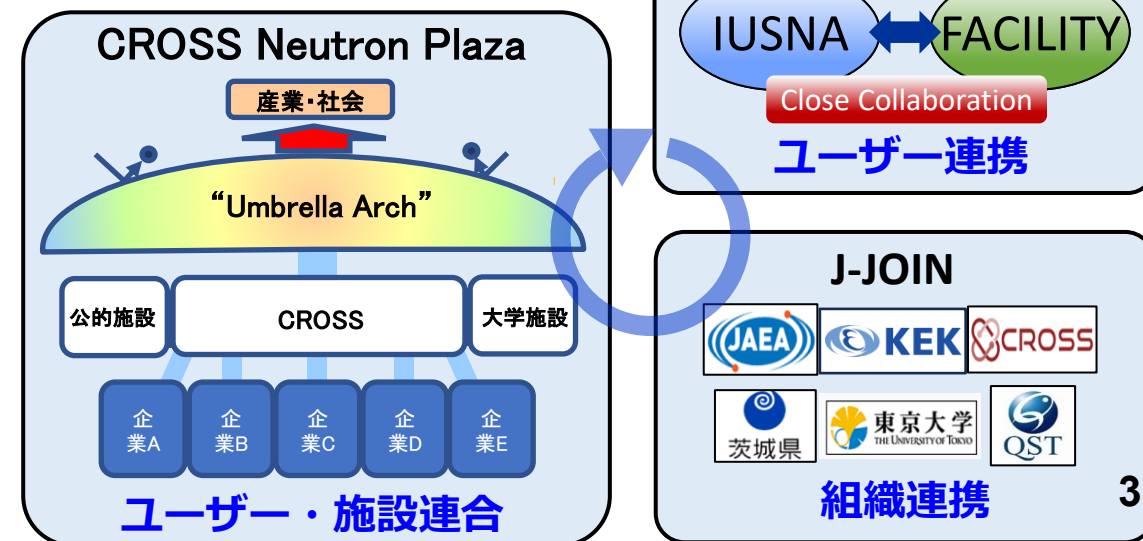 CROSS Neutron Plaza
産業・社会
“Umbrella Arch”
公的施設
CROSS
大学施設
企
業A
企
業B
企
業C
企
業D
企
業E
ユーザー・施設連合
IUSNA
FACILITY
Close Collaboration
ユーザー連携
J-JOIN
JAEA
KEK
CROSS
茨城県
東京大学
THE UNIVERSITY OF TOKYO
QST
組織連携
3